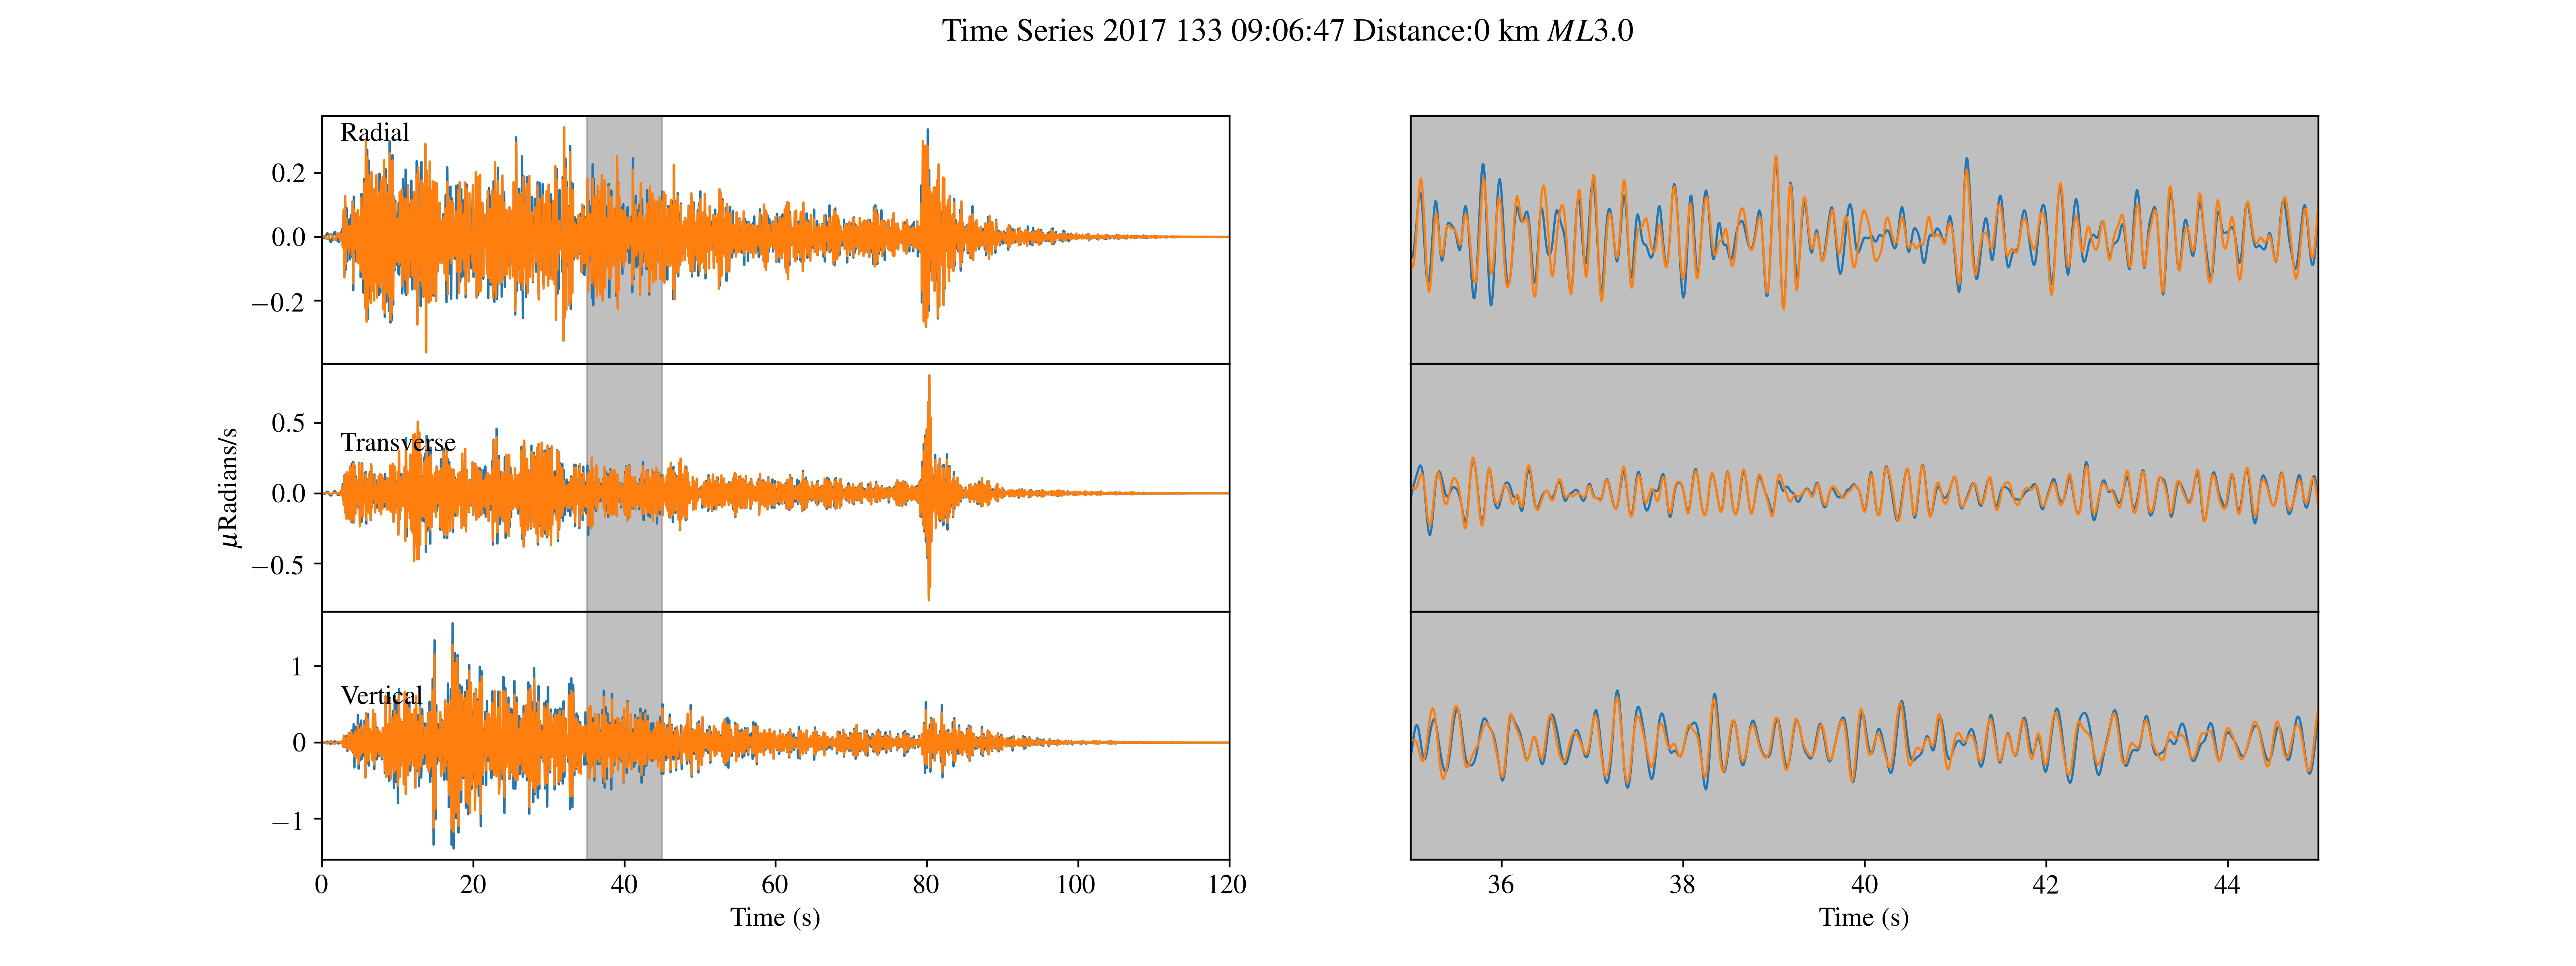 Time Series 2017 133 09:06:47 Distance:0 km ML3.0
Radial
0.2
0.0
−0.2
Transverse
0.5
0.0
−0.5
μRadians/s
Vertical
1
0
−1
0 20 40 60 80 100 120
Time (s)
36 38 40 42 44
Time (s)